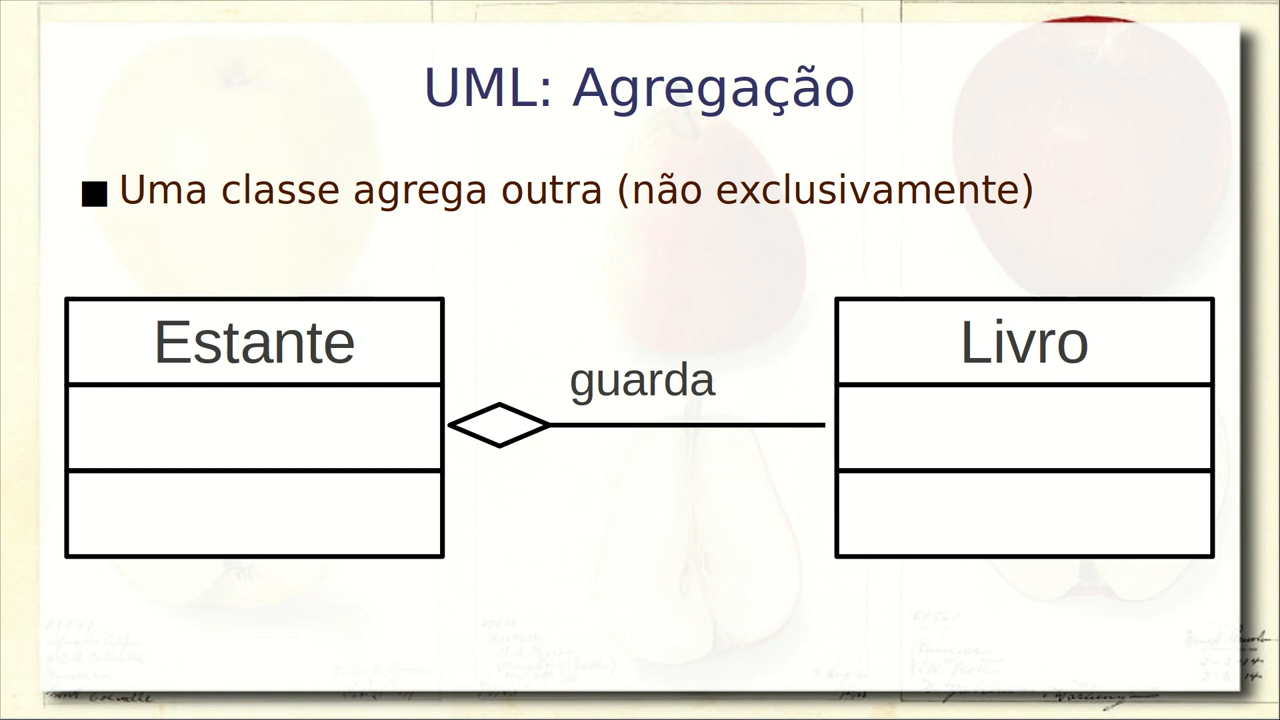 UML: Agregação
Uma classe agrega outra (não exclusivamente)
Estante
guarda
Livro